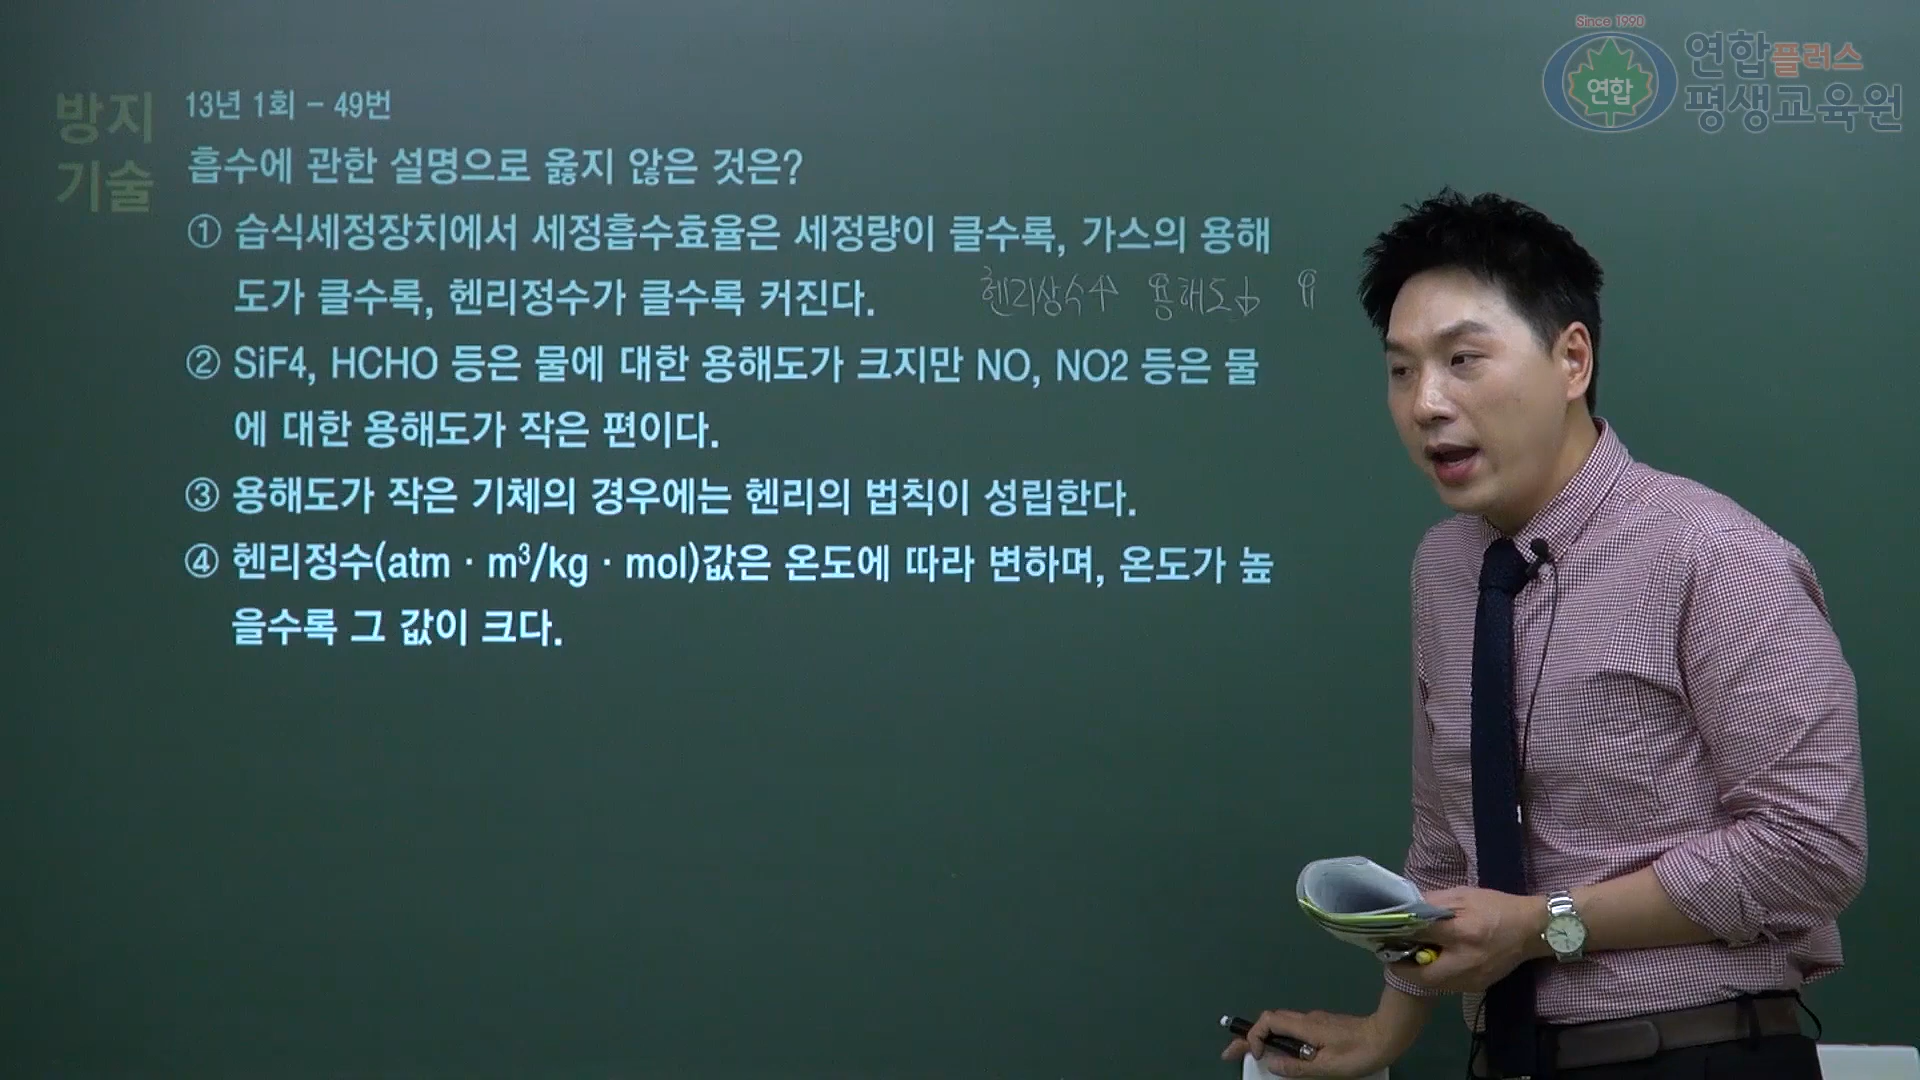 Since 1990
연합
연합플러스
평생교육원
방지
기술
13년 1회 – 49번
흡수에 관한 설명으로 옳지 않은 것은?
① 습식세정장치에서 세정흡수효율은 세정량이 클수록, 가스의 용해
도가 클수록, 헨리정수가 클수록 커진다.
헨리상수↑ 용해도↓
② SiF4, HCHO 등은 물에 대한 용해도가 크지만 NO, NO2 등은 물
에 대한 용해도가 작은 편이다.
③ 용해도가 작은 기체의 경우에는 헨리의 법칙이 성립한다.
④ 헨리정수(atm · m³/kg · mol)값은 온도에 따라 변하며, 온도가 높
을수록 그 값이 크다.